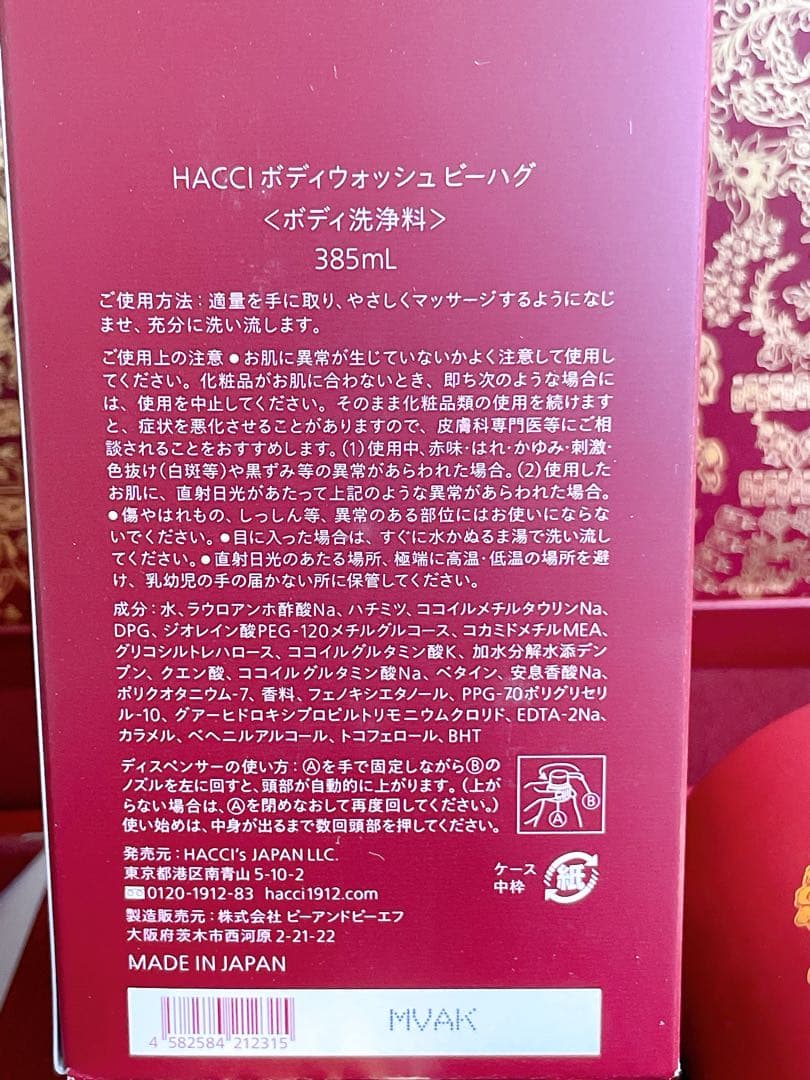 HACCI ボディウォッシュ ビーハグ
<ボディ洗浄料>
385mL
ご使用方法：適量を手に取り、やさしくマッサージするようになじ
ませ、充分に洗い流します。
ご使用上の注意 ●お肌に異常が生じていないかよく注意して使用し
てください。化粧品がお肌に合わないとき、即ち次のような場合に
は、使用を中止してください。そのまま化粧品類の使用を続けます
と、症状を悪化させることがありますので、皮膚科専門医等にご相
談されることをおすすめします。(1)使用中、赤味・はれ・かゆみ・刺激・
色抜け(白斑等)や黒ずみ等の異常があらわれた場合。(2)使用した
お肌に、直射日光があたって上記のような異常があらわれた場合。
●傷やはれもの、しっしん等、異常のある部位にはお使いにならな
いでください。●目に入った場合は、すぐに水かぬるま湯で洗い流し
てください。●直射日光のあたる場所、極端に高温・低温の場所を避
け、乳幼児の手の届かない所に保管してください。
成分：水、ラウロアンホ酢酸Na、ハチミツ、ココイルメチルタウリンNa、
DPG、ジオレイン酸PEG-120メチルグルコース、コカミドメチルMEA、
グリコシルトレハロース、ココイルグルタミン酸K、加水分解水添デン
プン、クエン酸、ココイルグルタミン酸Na、ベタイン、安息香酸Na、
ポリクオタニウム-7、香料、フェノキシエタノール、PPG-70ポリグリセリ
ル-10、グアーヒドロキシプロピルトリモニウムクロリド、EDTA-2Na、
カラメル、ベヘニルアルコール、トコフェロール、BHT
ディスペンサーの使い方：Ⓐを手で固定しながらⒷの
ノズルを左に回すと、頭部が自動的に上がります。(上が
らない場合は、Ⓐを閉めなおして再度回してください。)
使い始めは、中身が出るまで数回頭部を押してください。
Ⓑ
Ⓐ
発売元：HACCI's JAPAN LLC.
東京都港区南青山 5-10-2
0120-1912-83 hacci1912.com
ケース
中枠
紙
製造販売元：株式会社 ピーアンドピーエフ
大阪府茨木市西河原 2-21-22
MADE IN JAPAN
MVAK
4 582584 212315